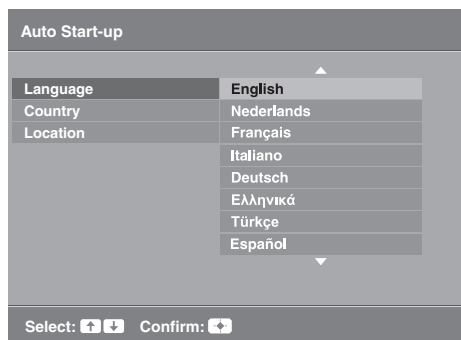 Auto Start-up
Language
English
Country
Nederlands
Location
Français
Italiano
Deutsch
Ελληνικά
Türkçe
Español
Select: Confirm: